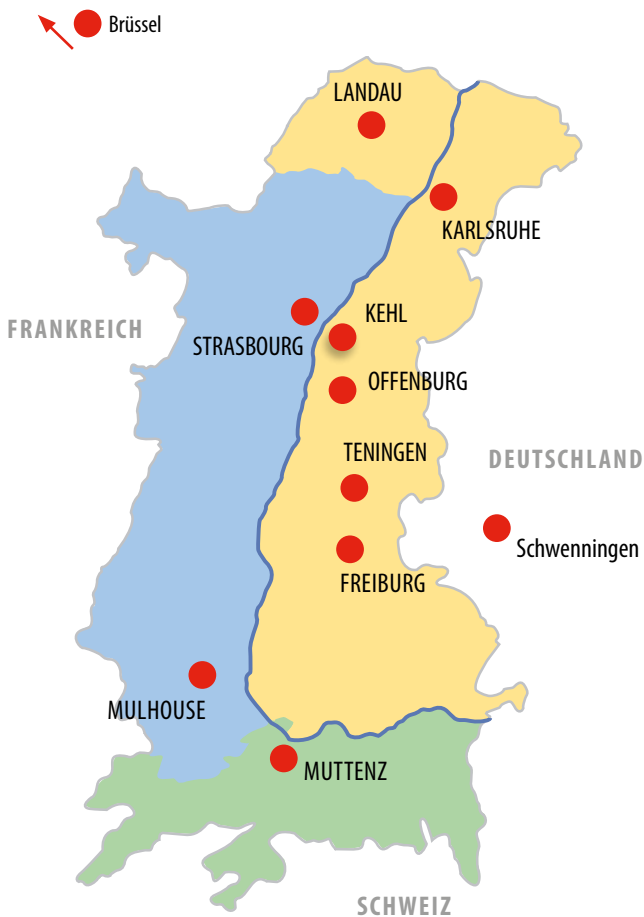 Brüssel
LANDAU
KARLSRUHE
KEHL
FRANKREICH
STRASBOURG
OFFENBURG
TENINGEN
DEUTSCHLAND
Schwenningen
FREIBURG
MULHOUSE
MUTTENZ
SCHWEIZ